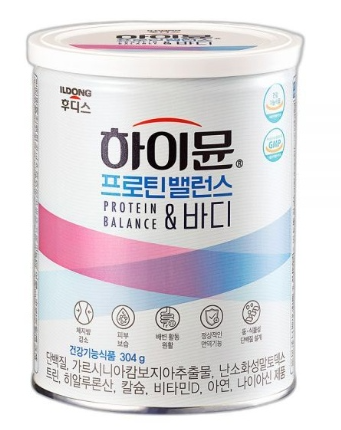 ILDONG
후디스
하이뮨®
프로틴밸런스
PROTIEN
BALANCE & 바디
GMP
체지방
감소
피부
보습
배변활동
원활
정상적인
면역기능
동·식물성
단백질 설계
건강기능식품 304 g
단백질, 가르시니아캄보지아추출물, 난소화성말토덱스
트린, 히알루론산, 칼슘, 비타민D, 아연, 나이아신 제품